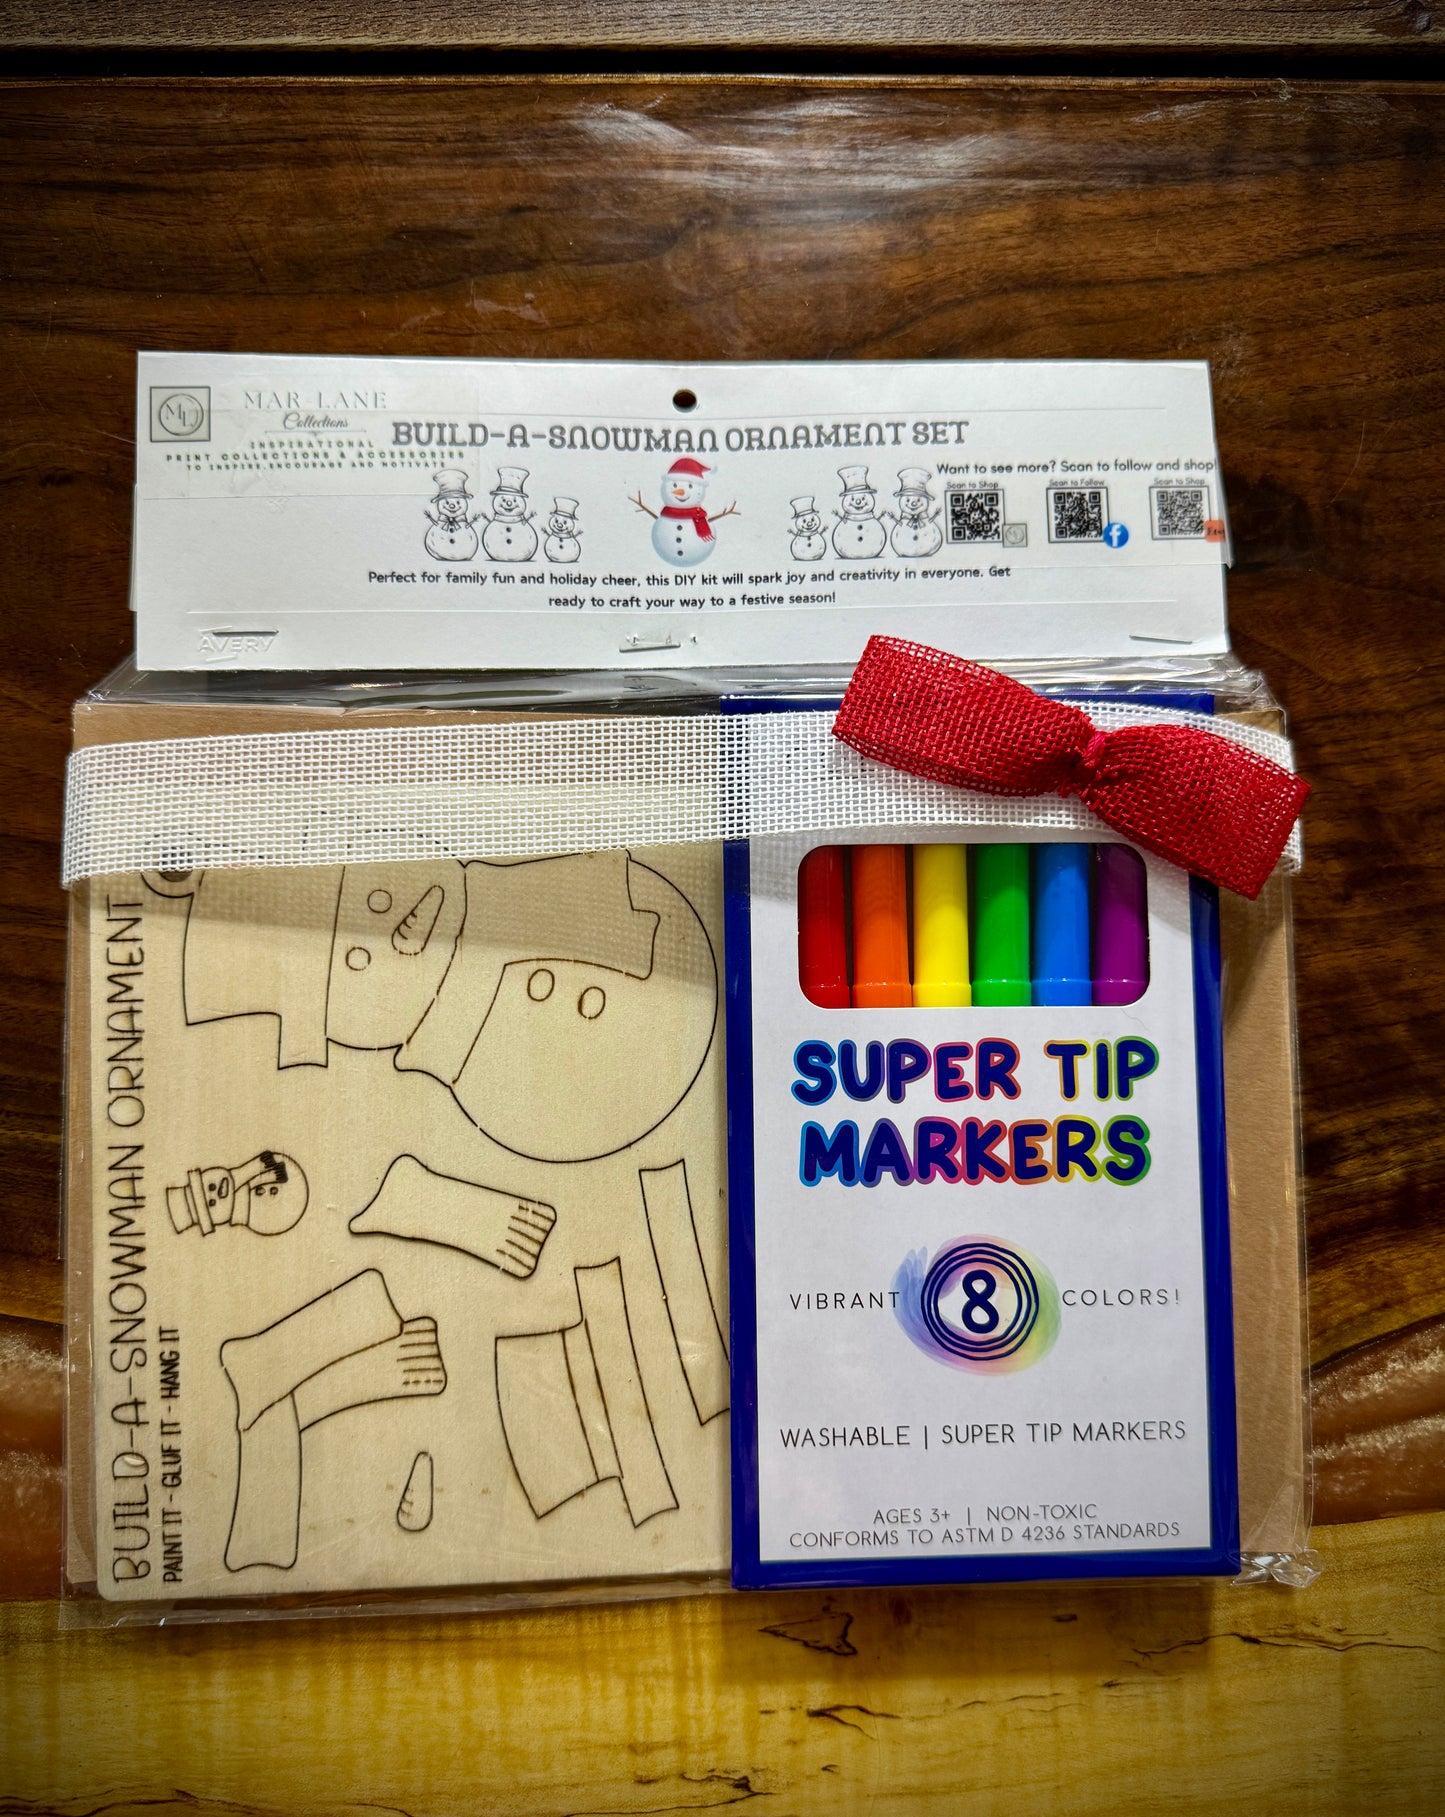 ML
MAR LANE
Collections
INSPIRATIONAL
PRINT COLLECTIONS & ACCESSORIES
TO INSPIRE, ENCOURAGE AND MOTIVATE
BUILD-A-SNOWMAN ORNAMENT SET
Want to see more? Scan to follow and shop!
Scan to Shop
Scan to Follow
Scan to Shop
f
Perfect for family fun and holiday cheer, this DIY kit will spark joy and creativity in everyone. Get
ready to craft your way to a festive season!
AVERY
BUILD-A-SNOWMAN ORNAMENT
PAINT IT - GLUE IT - HANG IT
SUPER TIP
MARKERS
VIBRANT 8 COLORS!
WASHABLE | SUPER TIP MARKERS
AGES 3+ | NON-TOXIC
CONFORMS TO ASTM D 4236 STANDARDS